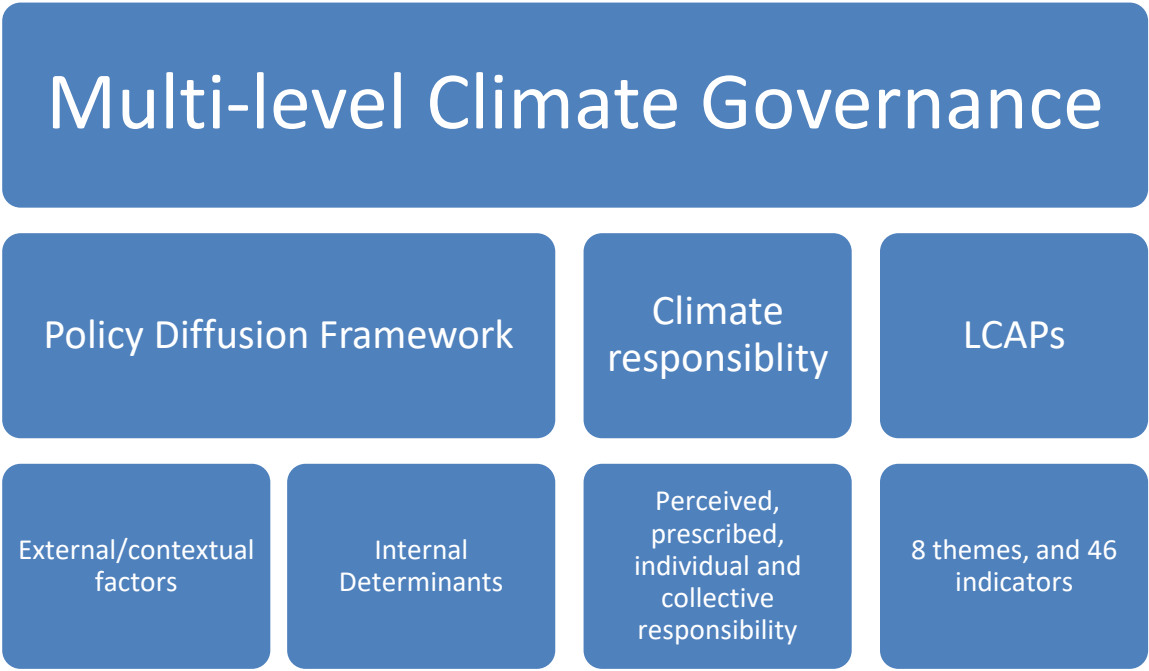 Multi-level Climate Governance
Policy Diffusion Framework
Climate
responsiblity
LCAPs
External/contextual
factors
Internal
Determinants
Perceived,
prescribed,
individual and
collective
responsibility
8 themes, and 46
indicators